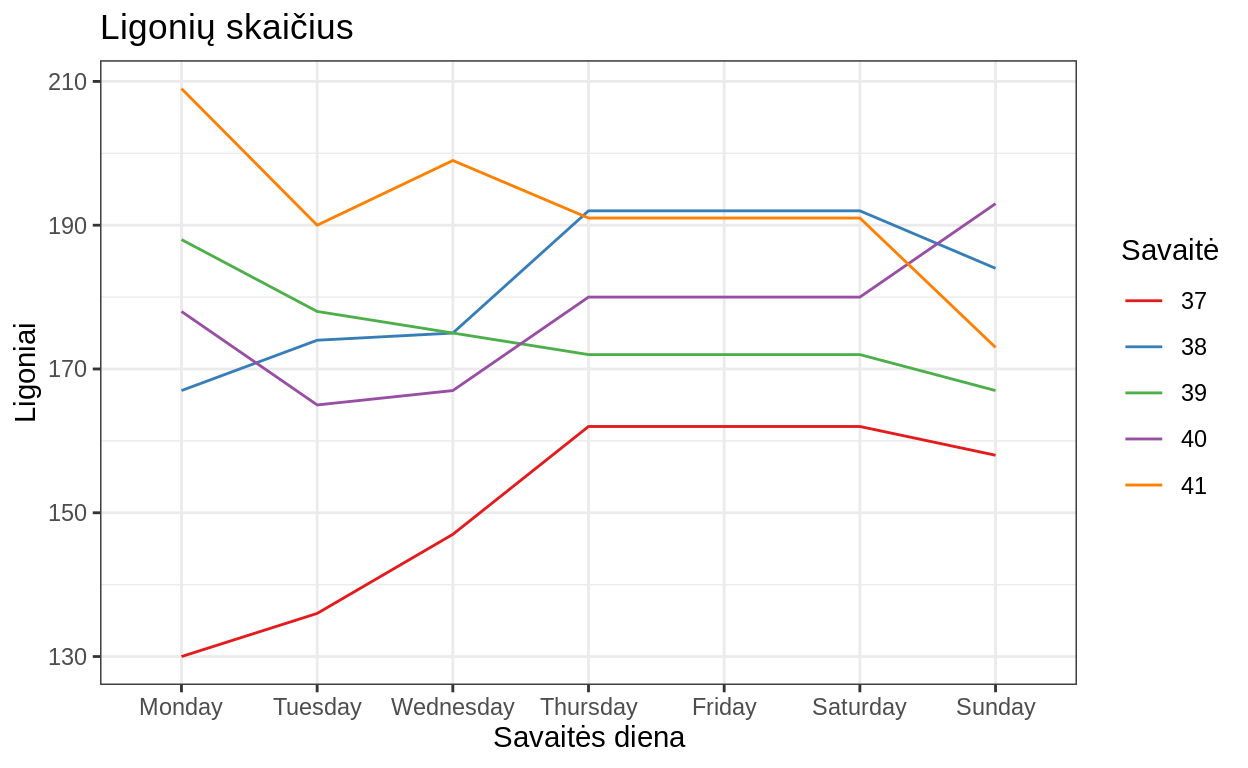 Ligonių skaičius
210
190
170
150
130
Ligoniai
Monday Tuesday Wednesday Thursday Friday Saturday Sunday
Savaitės diena
Savaitė
37
38
39
40
41